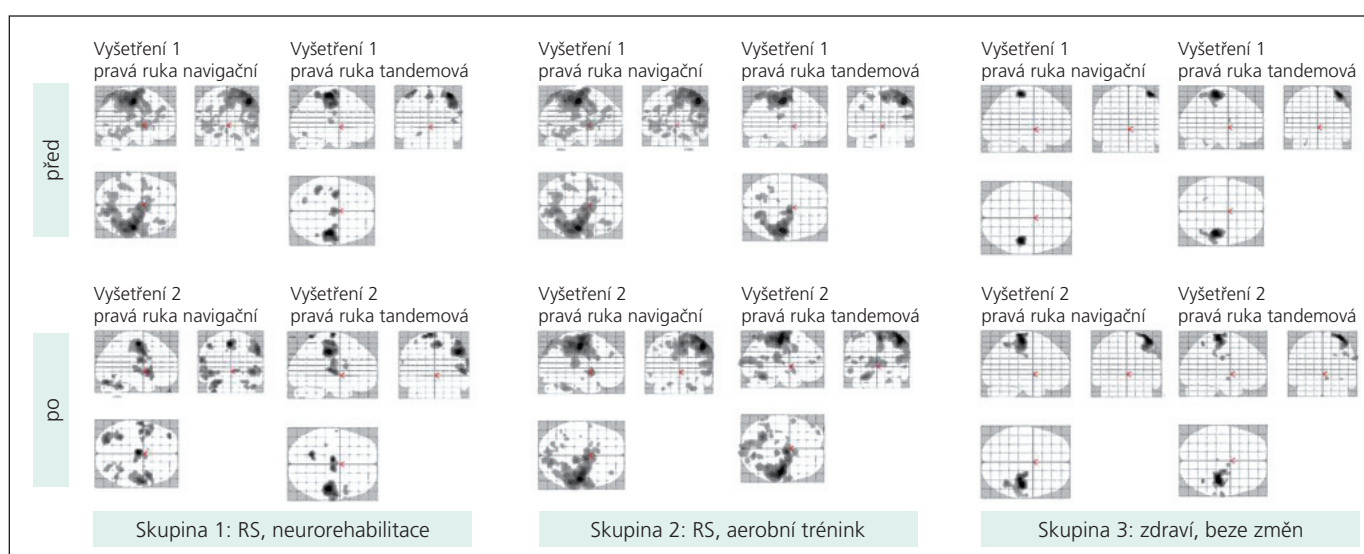 Vyšetření 1
pravá ruka navigační
Vyšetření 1
pravá ruka tandemová
Vyšetření 1
pravá ruka navigační
Vyšetření 1
pravá ruka tandemová
Vyšetření 1
pravá ruka navigační
Vyšetření 1
pravá ruka tandemová
před
Vyšetření 2
pravá ruka navigační
Vyšetření 2
pravá ruka tandemová
Vyšetření 2
pravá ruka navigační
Vyšetření 2
pravá ruka tandemová
Vyšetření 2
pravá ruka navigační
Vyšetření 2
pravá ruka tandemová
po
Skupina 1: RS, neurorehabilitace
Skupina 2: RS, aerobní trénink
Skupina 3: zdraví, beze změn